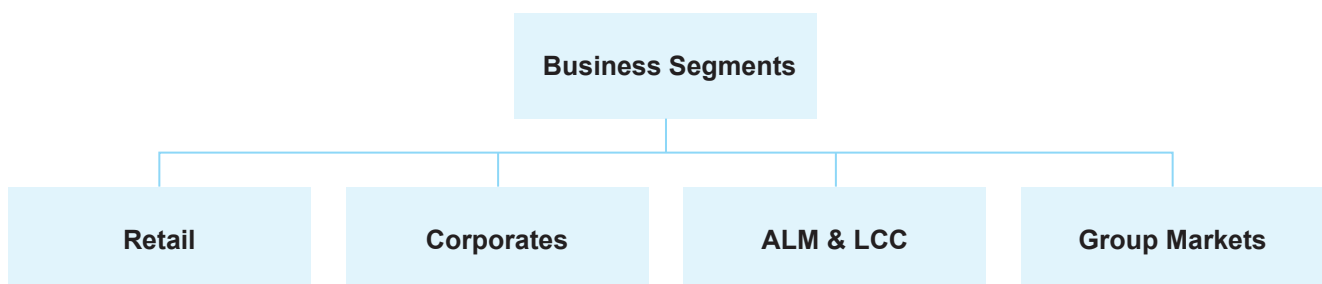 Business Segments
Retail
Corporates
ALM & LCC
Group Markets